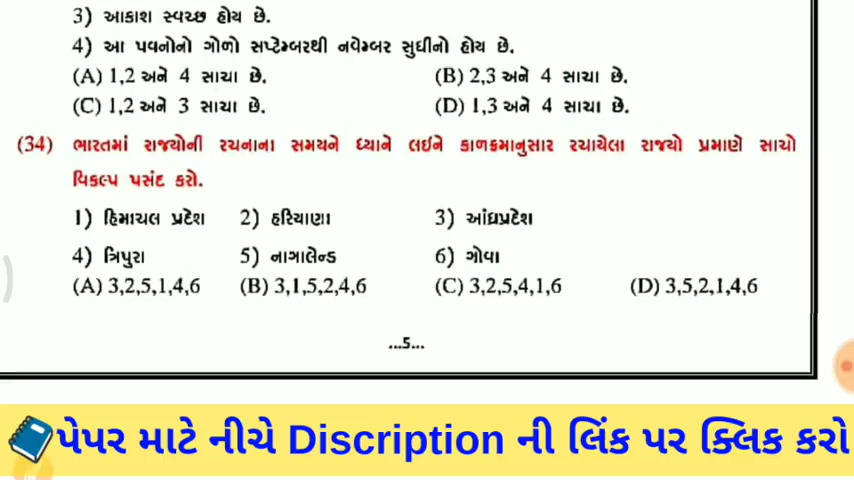 3) આકાશ સ્વચ્છ હોય છે.
4) આ પવનોનો ગોળો સપ્ટેમ્બરથી નવેમ્બર સુધીનો હોય છે.
(A) 1,2 અને 4 સાચા છે. (B) 2,3 અને 4 સાચા છે.
(C) 1,2 અને 3 સાચા છે. (D) 1,3 અને 4 સાચા છે.
(34) ભારતમાં રાજ્યોની રચનાના સમયને ધ્યાને લઈને કાળક્રમાનુસાર રચાયેલા રાજ્યો પ્રમાણે સાચો
વિકલ્પ પસંદ કરો.
1) હિમાચલ પ્રદેશ 2) હરિયાણા 3) આંધ્રપ્રદેશ
4) ત્રિપુરા 5) નાગાલેન્ડ 6) ગોવા
(A) 3,2,5,1,4,6 (B) 3,1,5,2,4,6 (C) 3,2,5,4,1,6 (D) 3,5,2,1,4,6
...5...
પેપર માટે નીચે Discription ની લિંક પર ક્લિક કરો